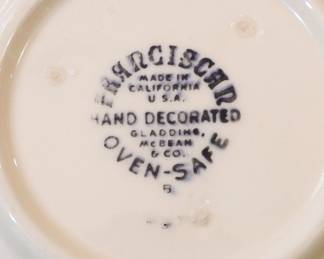 FRANCISCAN
MADE IN
CALIFORNIA
U.S.A.
HAND DECORATED
GLADDING,
McBEAN
& CO.
OVEN-SAFE
5